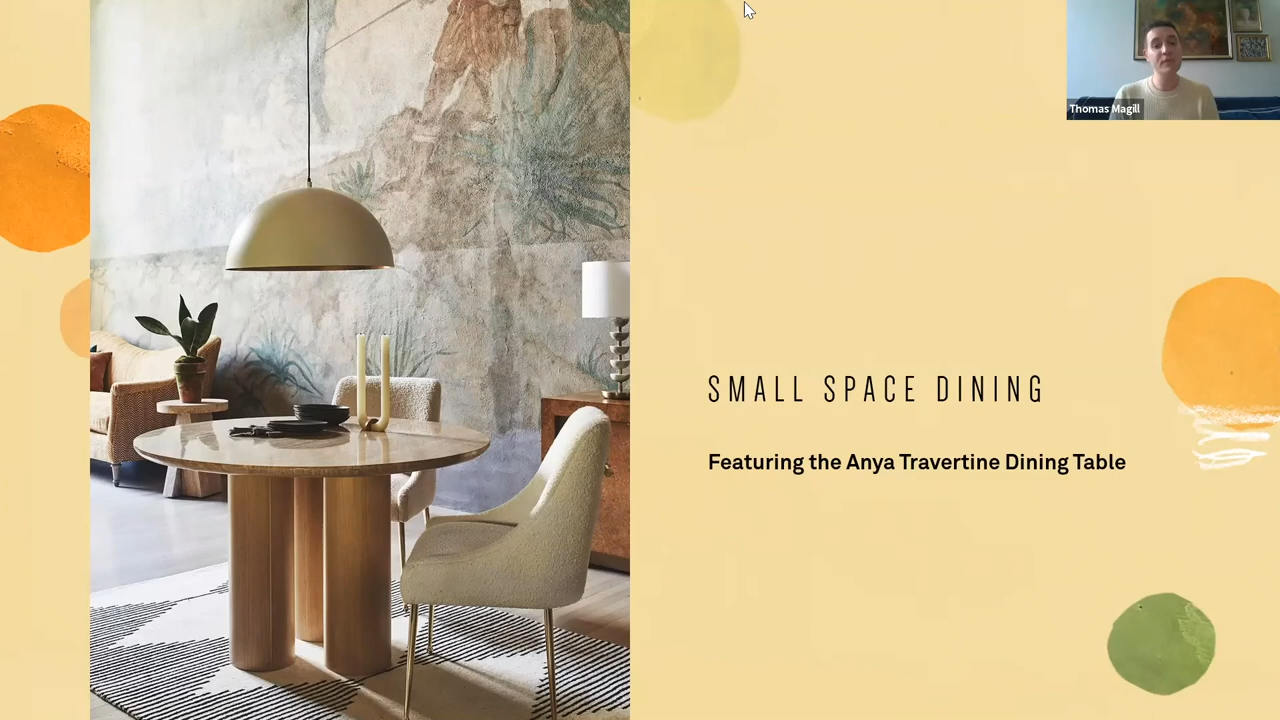 Thomas Magill
SMALL SPACE DINING
Featuring the Anya Travertine Dining Table